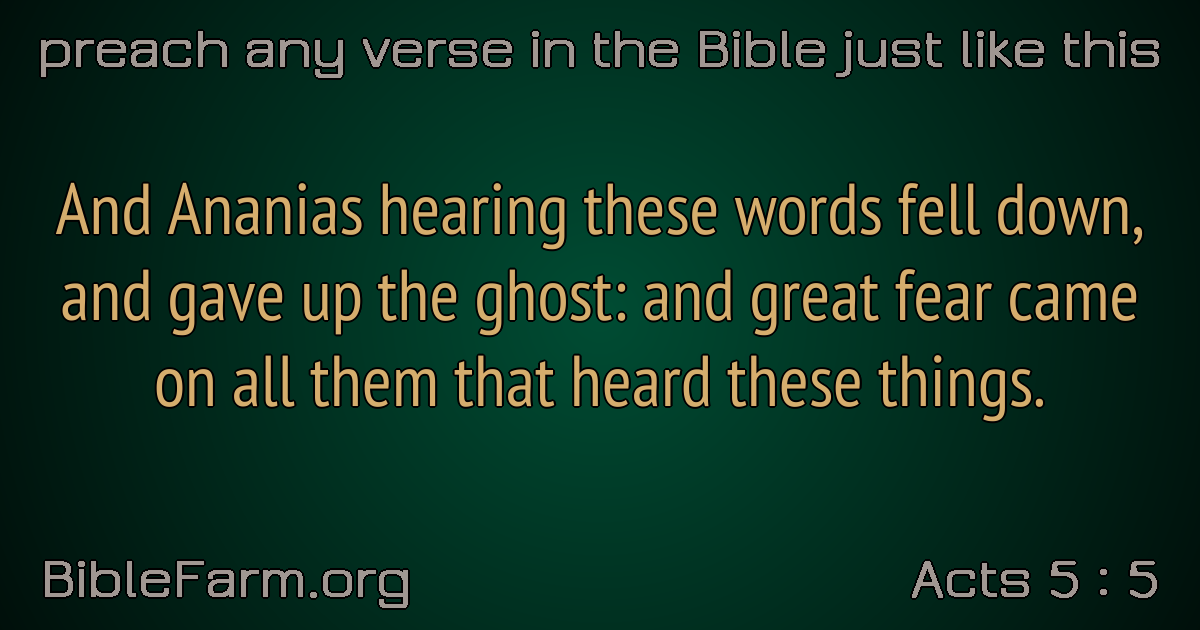 preach any verse in the Bible just like this
And Ananias hearing these words fell down,
and gave up the ghost: and great fear came
on all them that heard these things.
BibleFarm.org
Acts 5 : 5